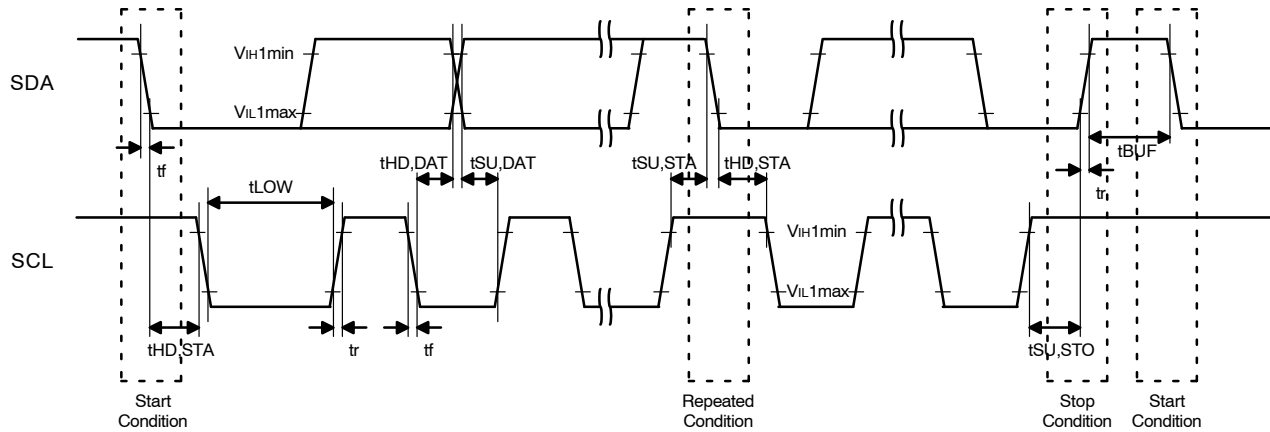 SDA
VIH1min
VIL1max
tf
tHD,DAT
tSU,DAT
tSU,STA
tHD,STA
tBUF
tr
tLOW
SCL
VIH1min
VIL1max
tHD,STA
tr
tf
tSU,STO
Start
Condition
Repeated
Condition
Stop
Condition
Start
Condition